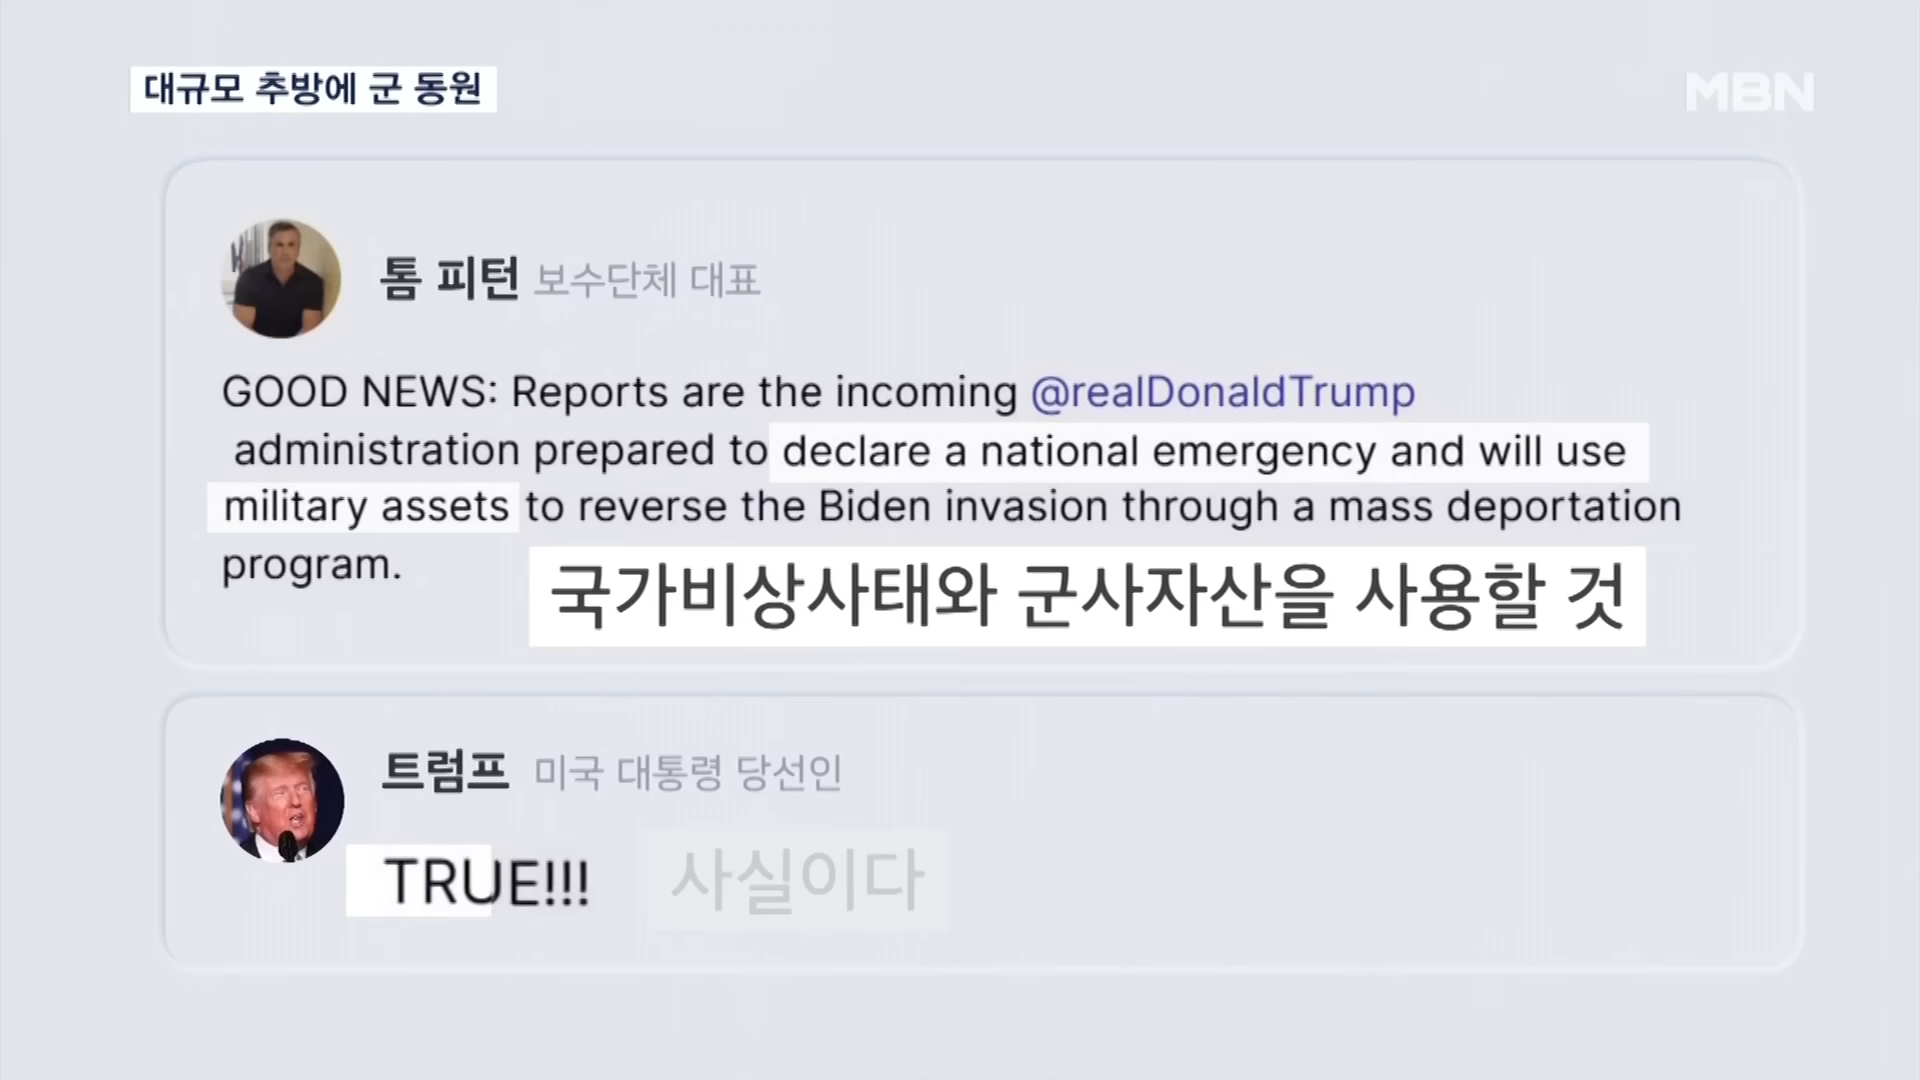 대규모 추방에 군 동원
MBN
톰 피턴 보수단체 대표
GOOD NEWS: Reports are the incoming @realDonaldTrump
administration prepared to declare a national emergency and will use
military assets to reverse the Biden invasion through a mass deportation
program.
국가비상사태와 군사자산을 사용할 것
트럼프 미국 대통령 당선인
TRUE!!! 사실이다